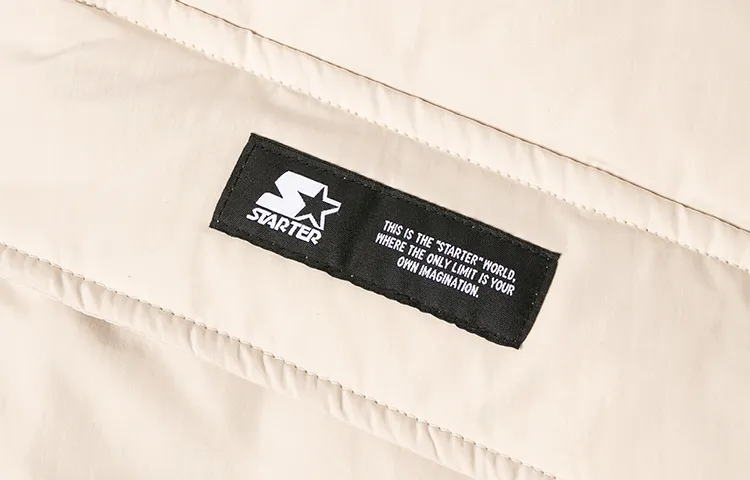 STARTER
THIS IS THE "STARTER" WORLD,
WHERE THE ONLY LIMIT IS YOUR
OWN IMAGINATION.